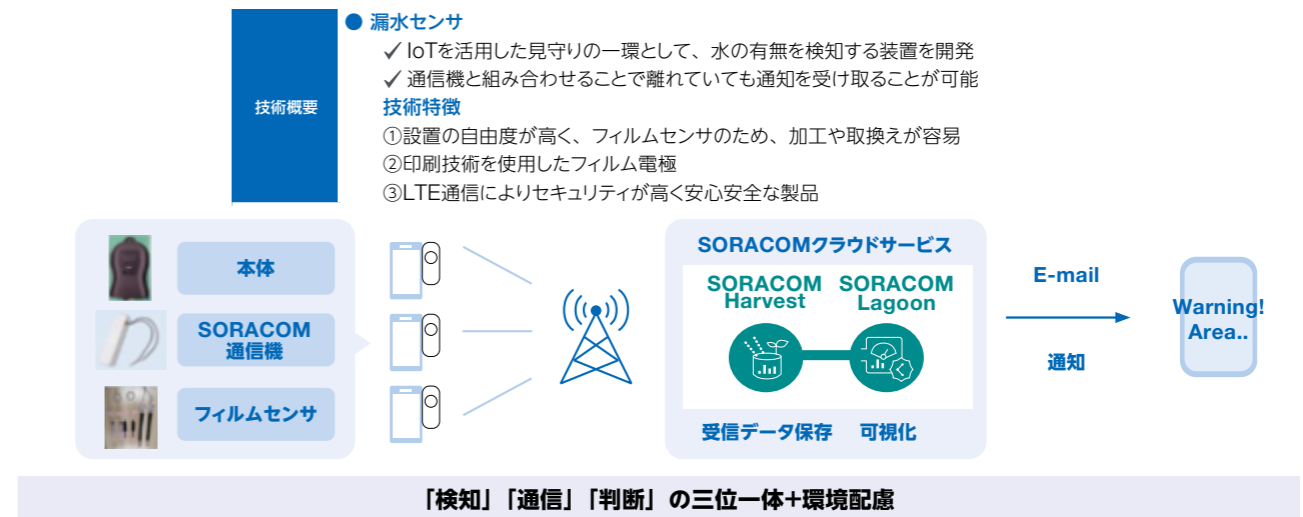 技術概要
● 漏水センサ
✓ IoTを活用した見守りの一環として、水の有無を検知する装置を開発
✓ 通信機と組み合わせることで離れていても通知を受け取ることが可能
技術特徴
①設置の自由度が高く、フィルムセンサのため、加工や取換えが容易
②印刷技術を使用したフィルム電極
③LTE通信によりセキュリティが高く安心安全な製品
本体
SORACOM
通信機
フィルムセンサ
SORACOMクラウドサービス
SORACOM
Harvest
SORACOM
Lagoon
受信データ保存
可視化
E-mail
通知
Warning!
Area..
「検知」「通信」「判断」の三位一体+環境配慮